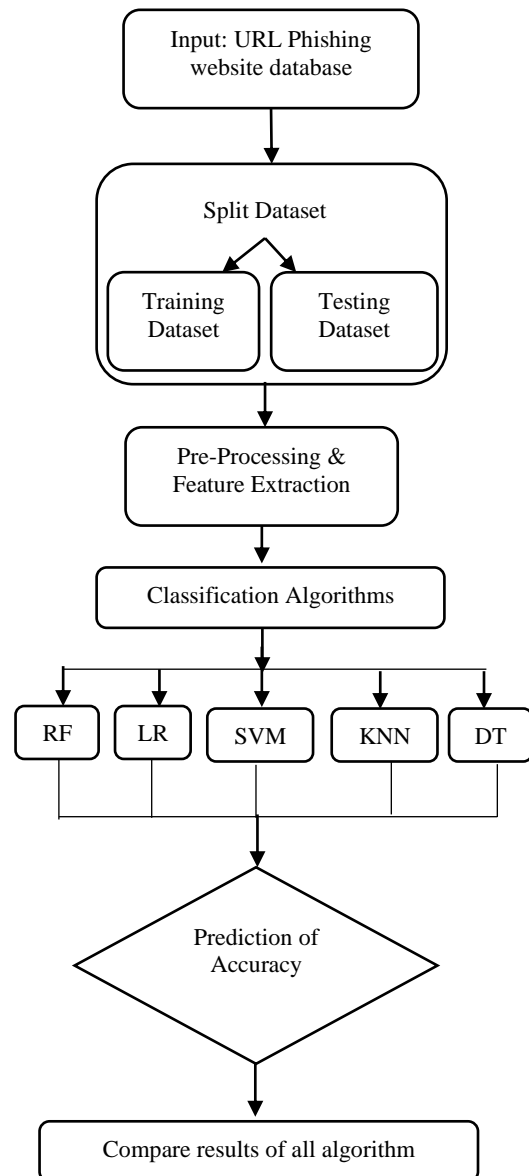 Input: URL Phishing
website database
Split Dataset
Training
Dataset
Testing
Dataset
Pre-Processing &
Feature Extraction
Classification Algorithms
RF
LR
SVM
KNN
DT
Prediction of
Accuracy
Compare results of all algorithm